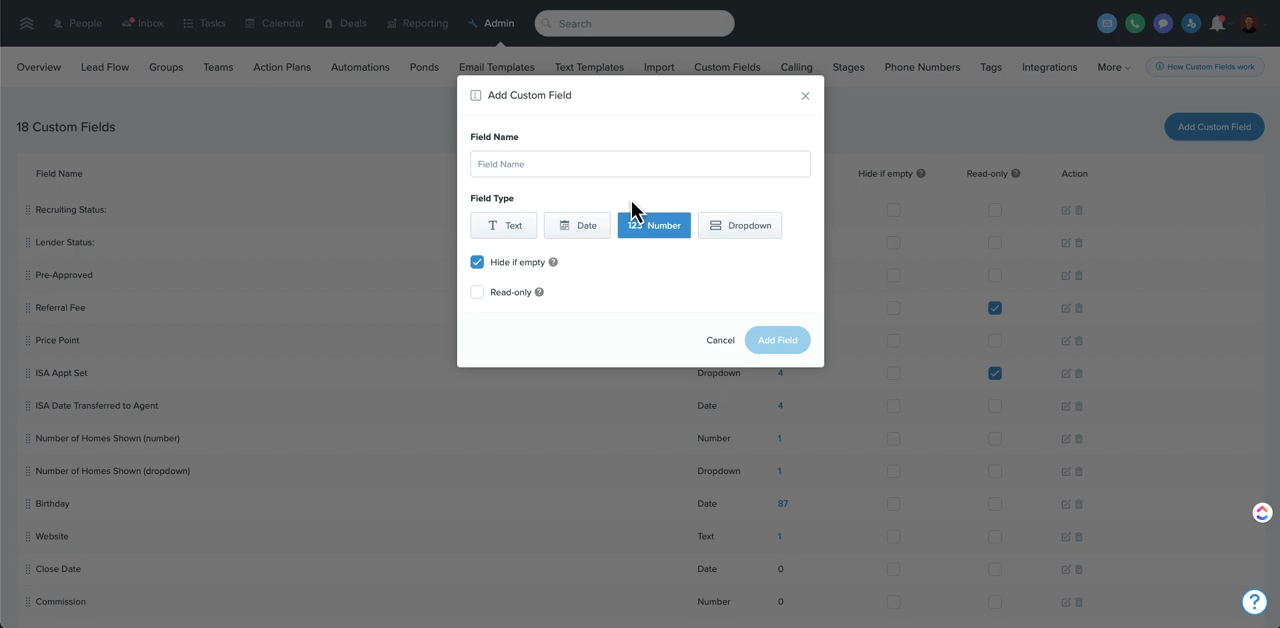 People Inbox Tasks Calendar Deals Reporting Admin Search
Overview Lead Flow Groups Teams Action Plans Automations Ponds Email Templates Text Templates Import Custom Fields Calling Stages Phone Numbers Tags Integrations More How Custom Fields work
Add Custom Field
18 Custom Fields Add Custom Field
Field Name
Field Name
Field Name Hide if empty ? Read-only ? Action
Field Type
Recruiting Status:
Text Date 123 Number Dropdown
Lender Status:
Hide if empty ?
Pre-Approved
Read-only ?
Referral Fee
Price Point
Cancel Add Field
ISA Appt Set Dropdown 4
ISA Date Transferred to Agent Date 4
Number of Homes Shown (number) Number 1
Number of Homes Shown (dropdown) Dropdown 1
Birthday Date 87
Website Text 1
Close Date Date 0
Commission Number 0
?